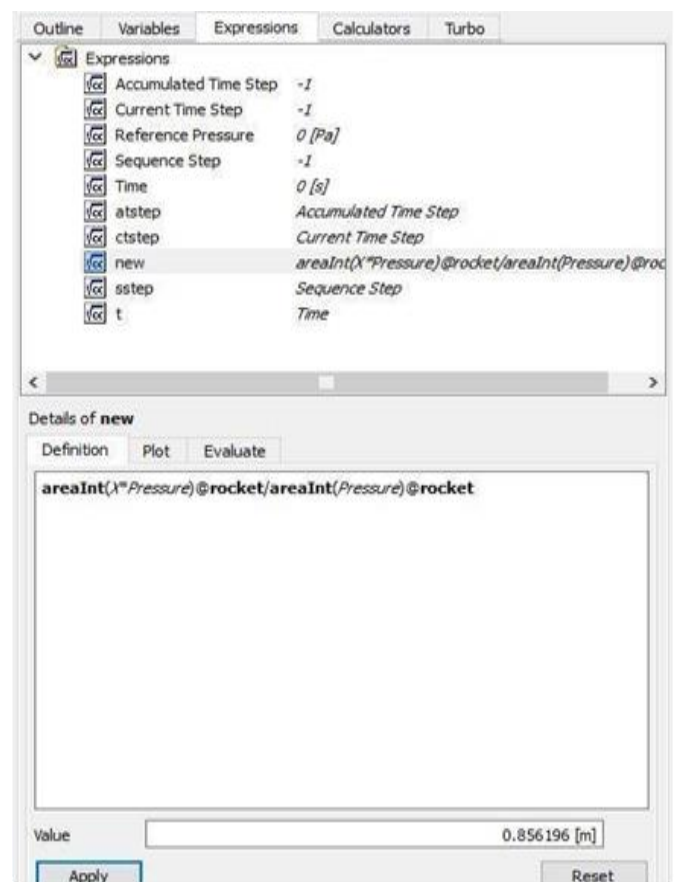 Outline Variables Expressions Calculators Turbo
Expressions
Accumulated Time Step -1
Current Time Step -1
Reference Pressure 0 [Pa]
Sequence Step -1
Time 0 [s]
atstep Accumulated Time Step
ctstep Current Time Step
new areaInt(X*Pressure)@rocket/areaInt(Pressure)@roc
sstep Sequence Step
t Time
Details of new
Definition Plot Evaluate
areaInt(X*Pressure)@rocket/areaInt(Pressure)@rocket
Value 0.856196 [m]
Apply Reset